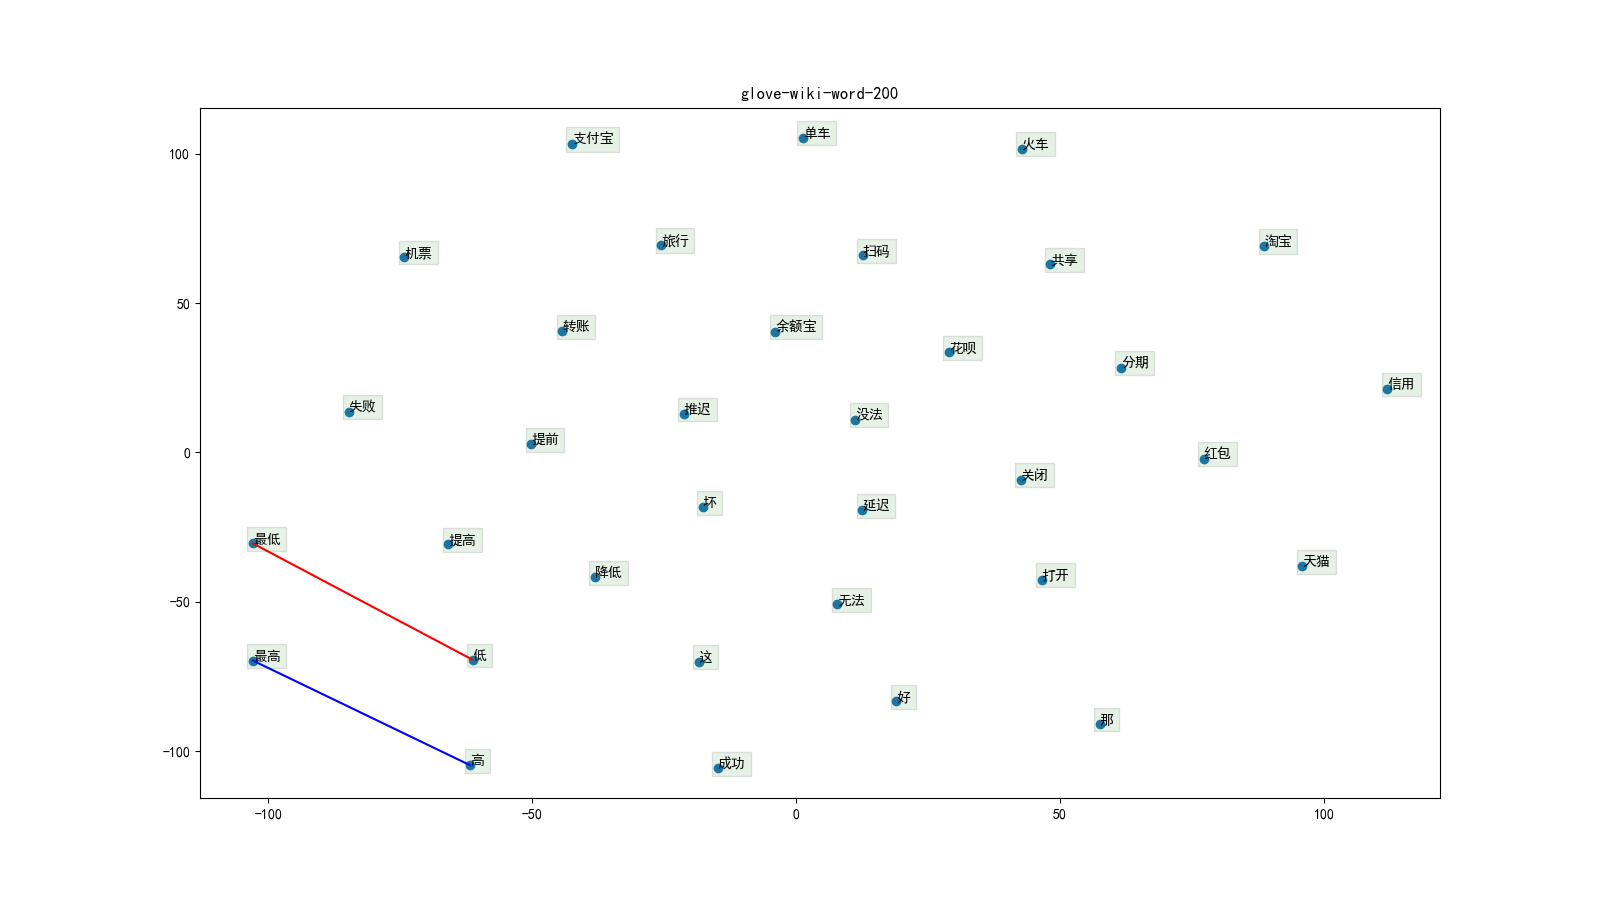 glove-wiki-word-200
支付宝
单车
火车
机票
旅行
扫码
共享
淘宝
转账
余额宝
花呗
分期
信用
失败
推迟
没法
提前
红包
关闭
坏
延迟
最低
提高
降低
打开
天猫
无法
最高
低
这
好
那
高
成功
100
50
0
−50
−100
−100
−50
0
50
100